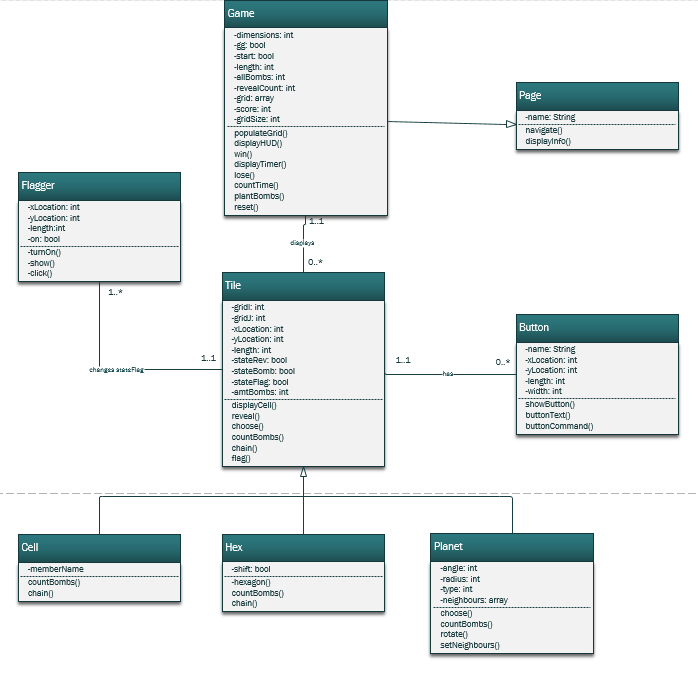 Game
-dimensions: int
-gg: bool
-start: bool
-length: int
-allBombs: int
-revealCount: int
-grid: array
-score: int
-gridSize: int
populateGrid()
displayHUD()
win()
displayTimer()
lose()
countTime()
plantBombs()
reset()
Page
-name: String
navigate()
displayInfo()
Flagger
-xLocation: int
-yLocation: int
-length:int
-on: bool
-turnOn()
-show()
-click()
1..1
displays
0..*
1..*
changes stateFlag
1..1
Tile
-gridI: int
-gridJ: int
-xLocation: int
-yLocation: int
-length: int
-stateRev: bool
-stateBomb: bool
-stateFlag: bool
-amtBombs: int
displayCell()
reveal()
choose()
countBombs()
chain()
flag()
1..1
has
0..*
Button
-name: String
-xLocation: int
-yLocation: int
-length: int
-width: int
showButton()
buttonText()
buttonCommand()
Cell
-memberName
countBombs()
chain()
Hex
-shift: bool
-hexagon()
countBombs()
chain()
Planet
-angle: int
-radius: int
-type: int
-neighbours: array
choose()
countBombs()
rotate()
setNeighbours()